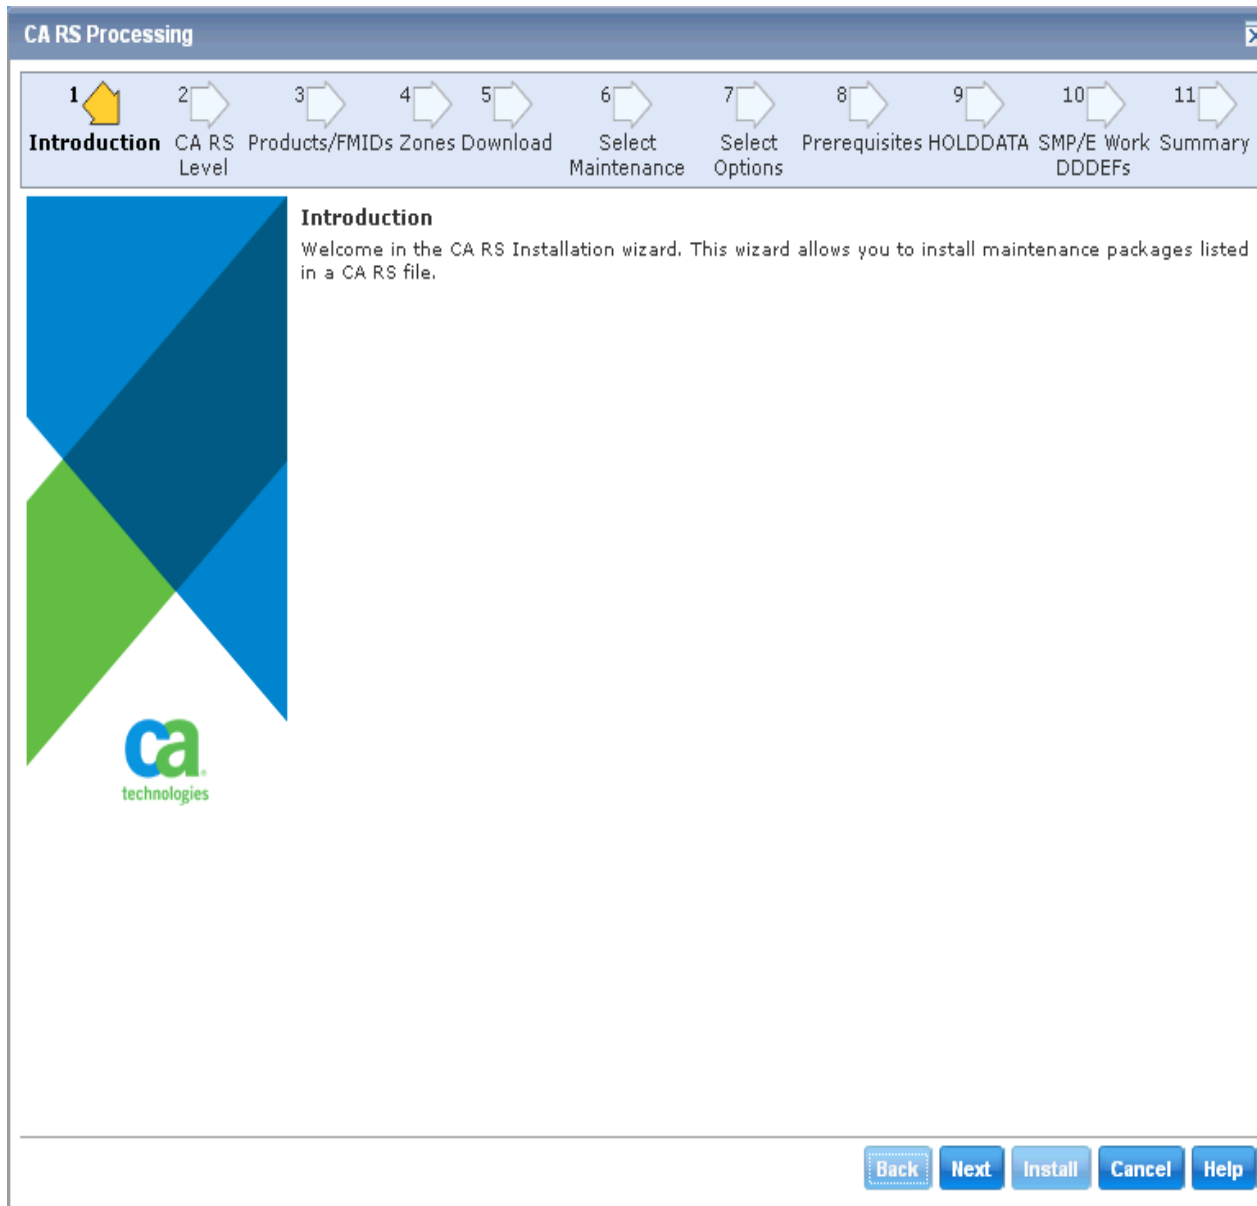 CA RS Processing
1 2 3 4 5 6 7 8 9 10 11
Introduction CA RS Products/FMIDs Zones Download Select Select Prerequisites HOLDDATA SMP/E Work Summary
Level Maintenance Options DDDEFs
Introduction
Welcome in the CA RS Installation wizard. This wizard allows you to install maintenance packages listed
in a CA RS file.
ca
technologies
Back Next Install Cancel Help